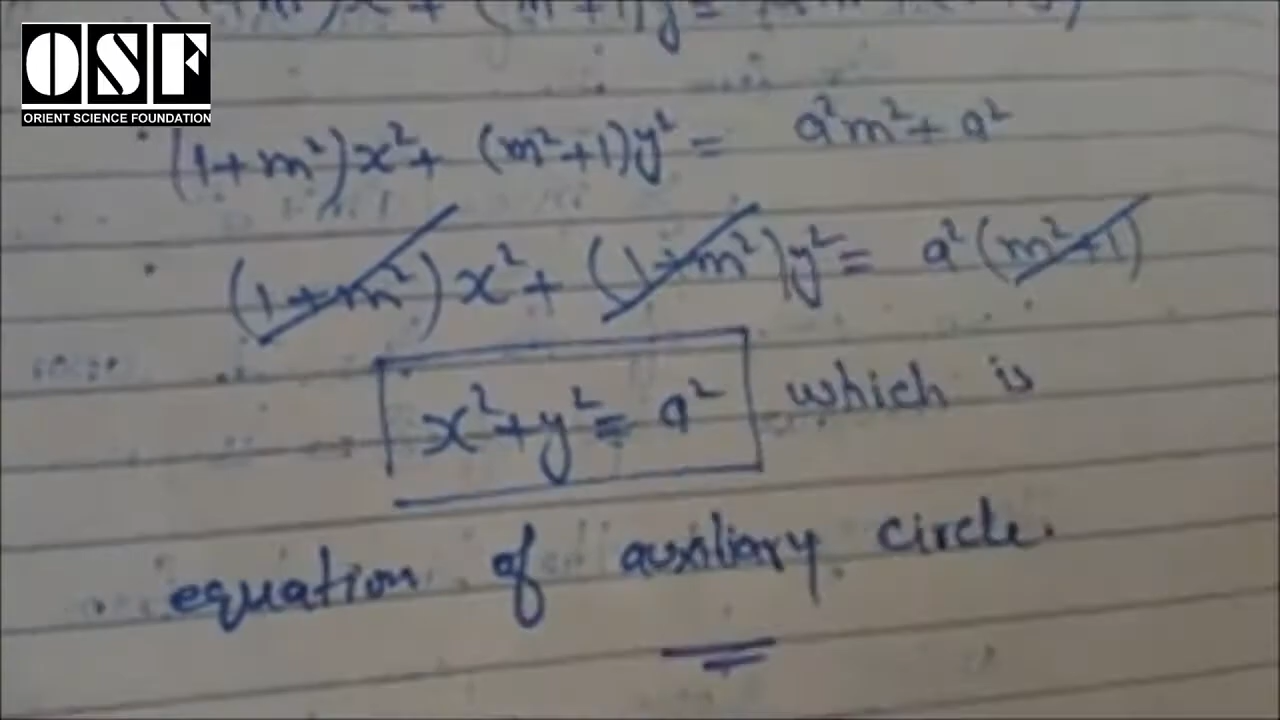 OSF
ORIENT SCIENCE FOUNDATION
(1+m²)x²+ (m²+1)y² = a²m²+a²
(1+m²)x²+ (1+m²)y² = a²(m²+1)
x²+y² = a² which is
equation of auxiliary circle.